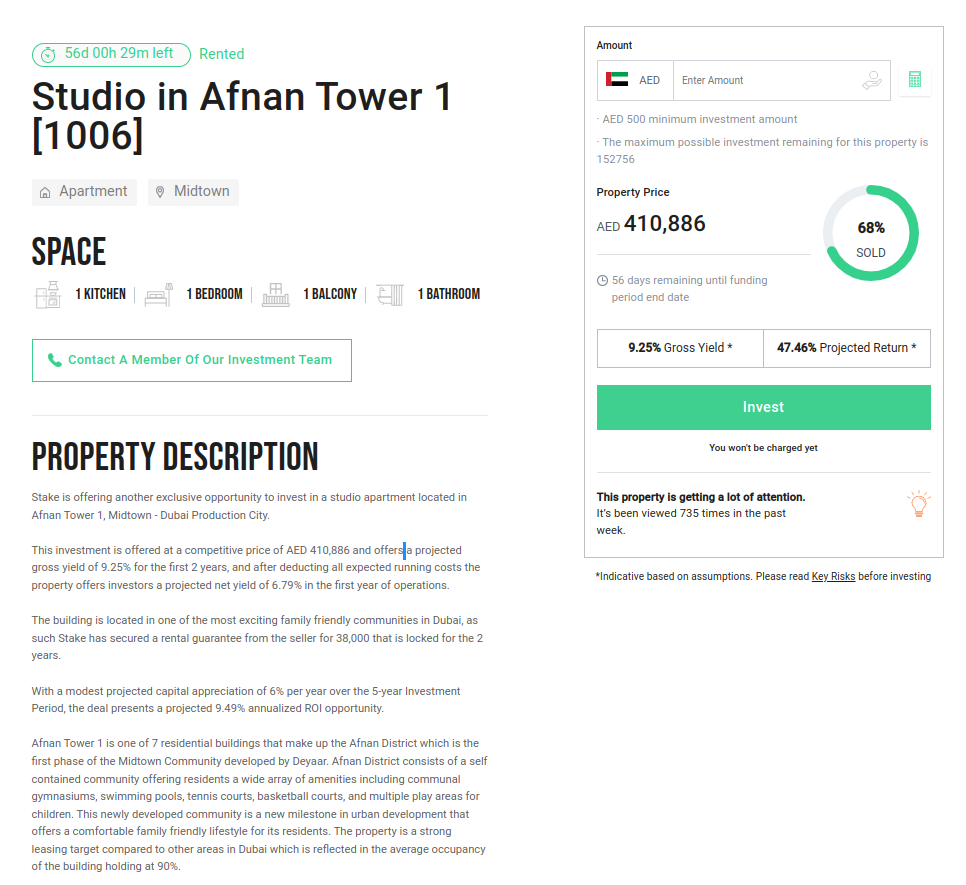 56d 00h 29m left Rented
Studio in Afnan Tower 1
[1006]
Apartment Midtown
SPACE
1 KITCHEN 1 BEDROOM 1 BALCONY 1 BATHROOM
Contact A Member Of Our Investment Team
PROPERTY DESCRIPTION
Stake is offering another exclusive opportunity to invest in a studio apartment located in
Afnan Tower 1, Midtown - Dubai Production City.
This investment is offered at a competitive price of AED 410,886 and offers a projected
gross yield of 9.25% for the first 2 years, and after deducting all expected running costs the
property offers investors a projected net yield of 6.79% in the first year of operations.
The building is located in one of the most exciting family friendly communities in Dubai, as
such Stake has secured a rental guarantee from the seller for 38,000 that is locked for the 2
years.
With a modest projected capital appreciation of 6% per year over the 5-year Investment
Period, the deal presents a projected 9.49% annualized ROI opportunity.
Afnan Tower 1 is one of 7 residential buildings that make up the Afnan District which is the
first phase of the Midtown Community developed by Deyaar. Afnan District consists of a self
contained community offering residents a wide array of amenities including communal
gymnasiums, swimming pools, tennis courts, basketball courts, and multiple play areas for
children. This newly developed community is a new milestone in urban development that
offers a comfortable family friendly lifestyle for its residents. The property is a strong
leasing target compared to other areas in Dubai which is reflected in the average occupancy
of the building holding at 90%.
Amount
AED Enter Amount
· AED 500 minimum investment amount
· The maximum possible investment remaining for this property is
152756
Property Price
AED 410,886
68%
SOLD
56 days remaining until funding
period end date
9.25% Gross Yield * 47.46% Projected Return *
Invest
You won't be charged yet
This property is getting a lot of attention.
It's been viewed 735 times in the past
week.
*Indicative based on assumptions. Please read Key Risks before investing